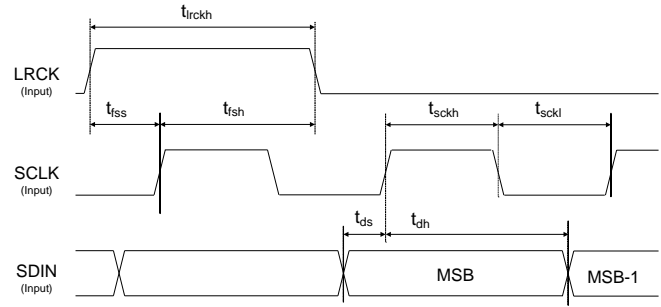 t_lrckh
LRCK
(Input)
t_fss
t_fsh
t_sckh
t_sckl
SCLK
(Input)
t_ds
t_dh
SDIN
(Input)
MSB
MSB-1